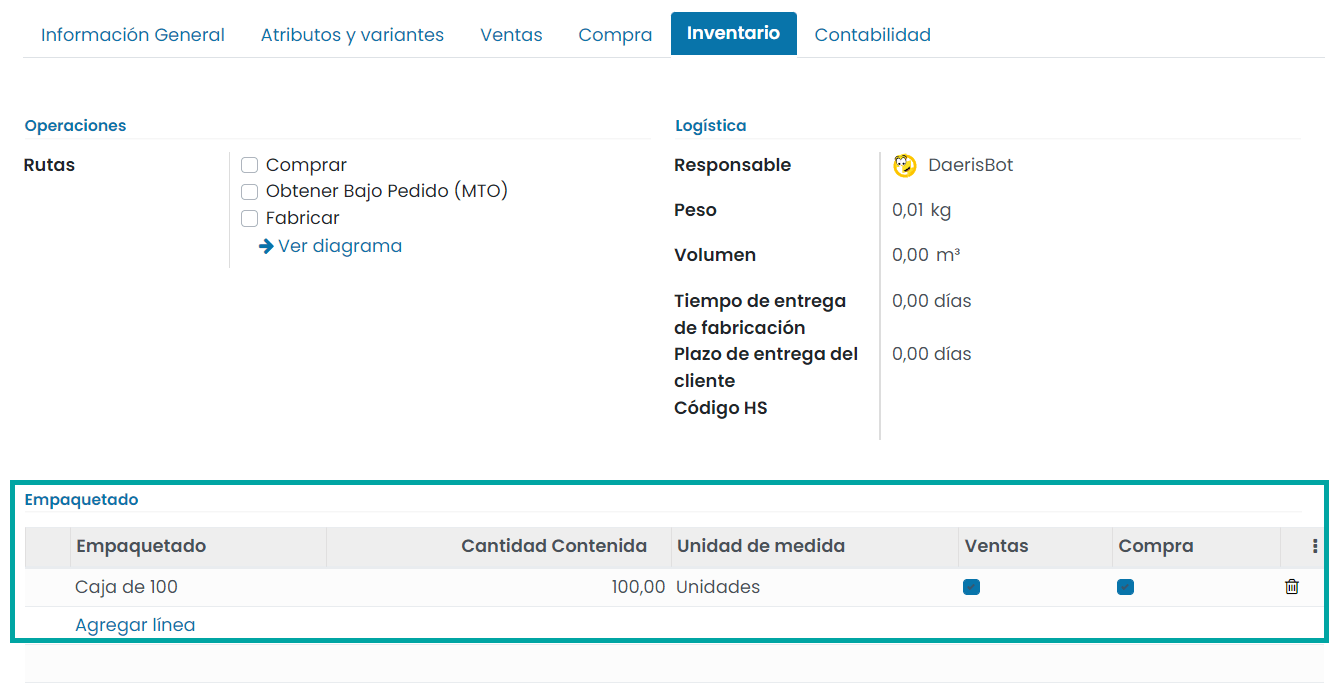 Información General Atributos y variantes Ventas Compra Inventario Contabilidad
Operaciones
Rutas
Comprar
Obtener Bajo Pedido (MTO)
Fabricar
Ver diagrama
Logística
Responsable DaerisBot
Peso 0,01 kg
Volumen 0,00 m³
Tiempo de entrega 0,00 días
de fabricación
Plazo de entrega del 0,00 días
cliente
Código HS
Empaquetado
Empaquetado Cantidad Contenida Unidad de medida Ventas Compra
Caja de 100 100,00 Unidades
Agregar línea